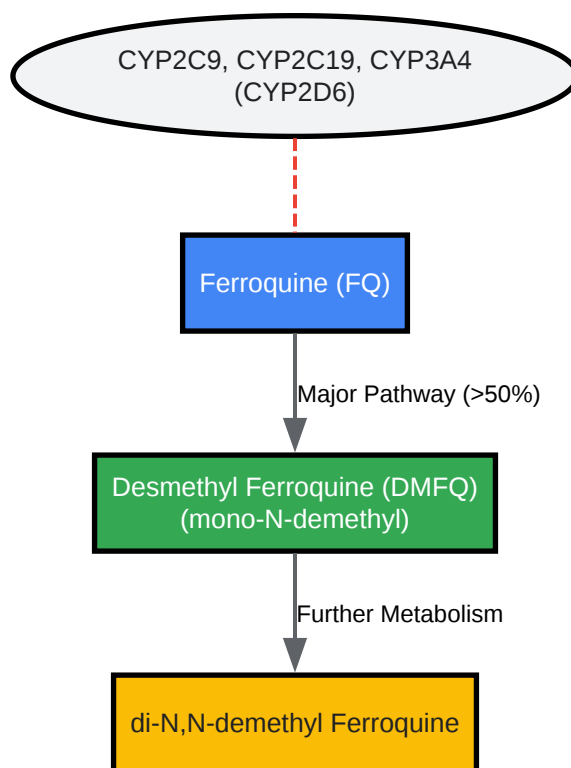 CYP2C9, CYP2C19, CYP3A4
(CYP2D6)
Ferroquine (FQ)
Major Pathway (>50%)
Desmethyl Ferroquine (DMFQ)
(mono-N-demethyl)
Further Metabolism
di-N,N-demethyl Ferroquine